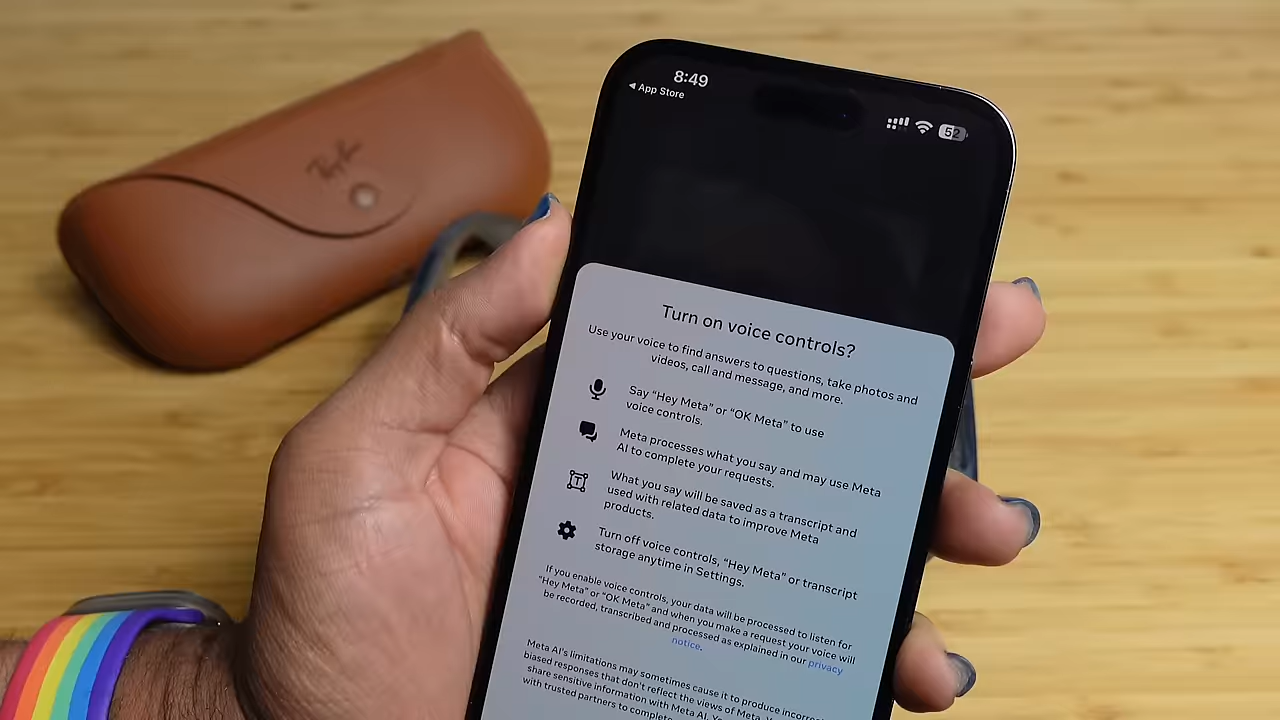 Ray-Ban
8:49
◀ App Store
52
Turn on voice controls?
Use your voice to find answers to questions, take photos and
videos, call and message, and more.
Say “Hey Meta” or “OK Meta” to use
voice controls.
Meta processes what you say and may use Meta
AI to complete your requests.
What you say will be saved as a transcript and
used with related data to improve Meta
products.
Turn off voice controls, “Hey Meta” or transcript
storage anytime in Settings.
If you enable voice controls, your data will be processed to listen for
“Hey Meta” or “OK Meta” and when you make a request your voice will
be recorded, transcribed and processed as explained in our privacy
notice.
Meta AI’s limitations may sometimes cause it to produce
biased responses that don’t reflect the views of Meta.
share sensitive information with Meta AI.
with trusted partners to complete